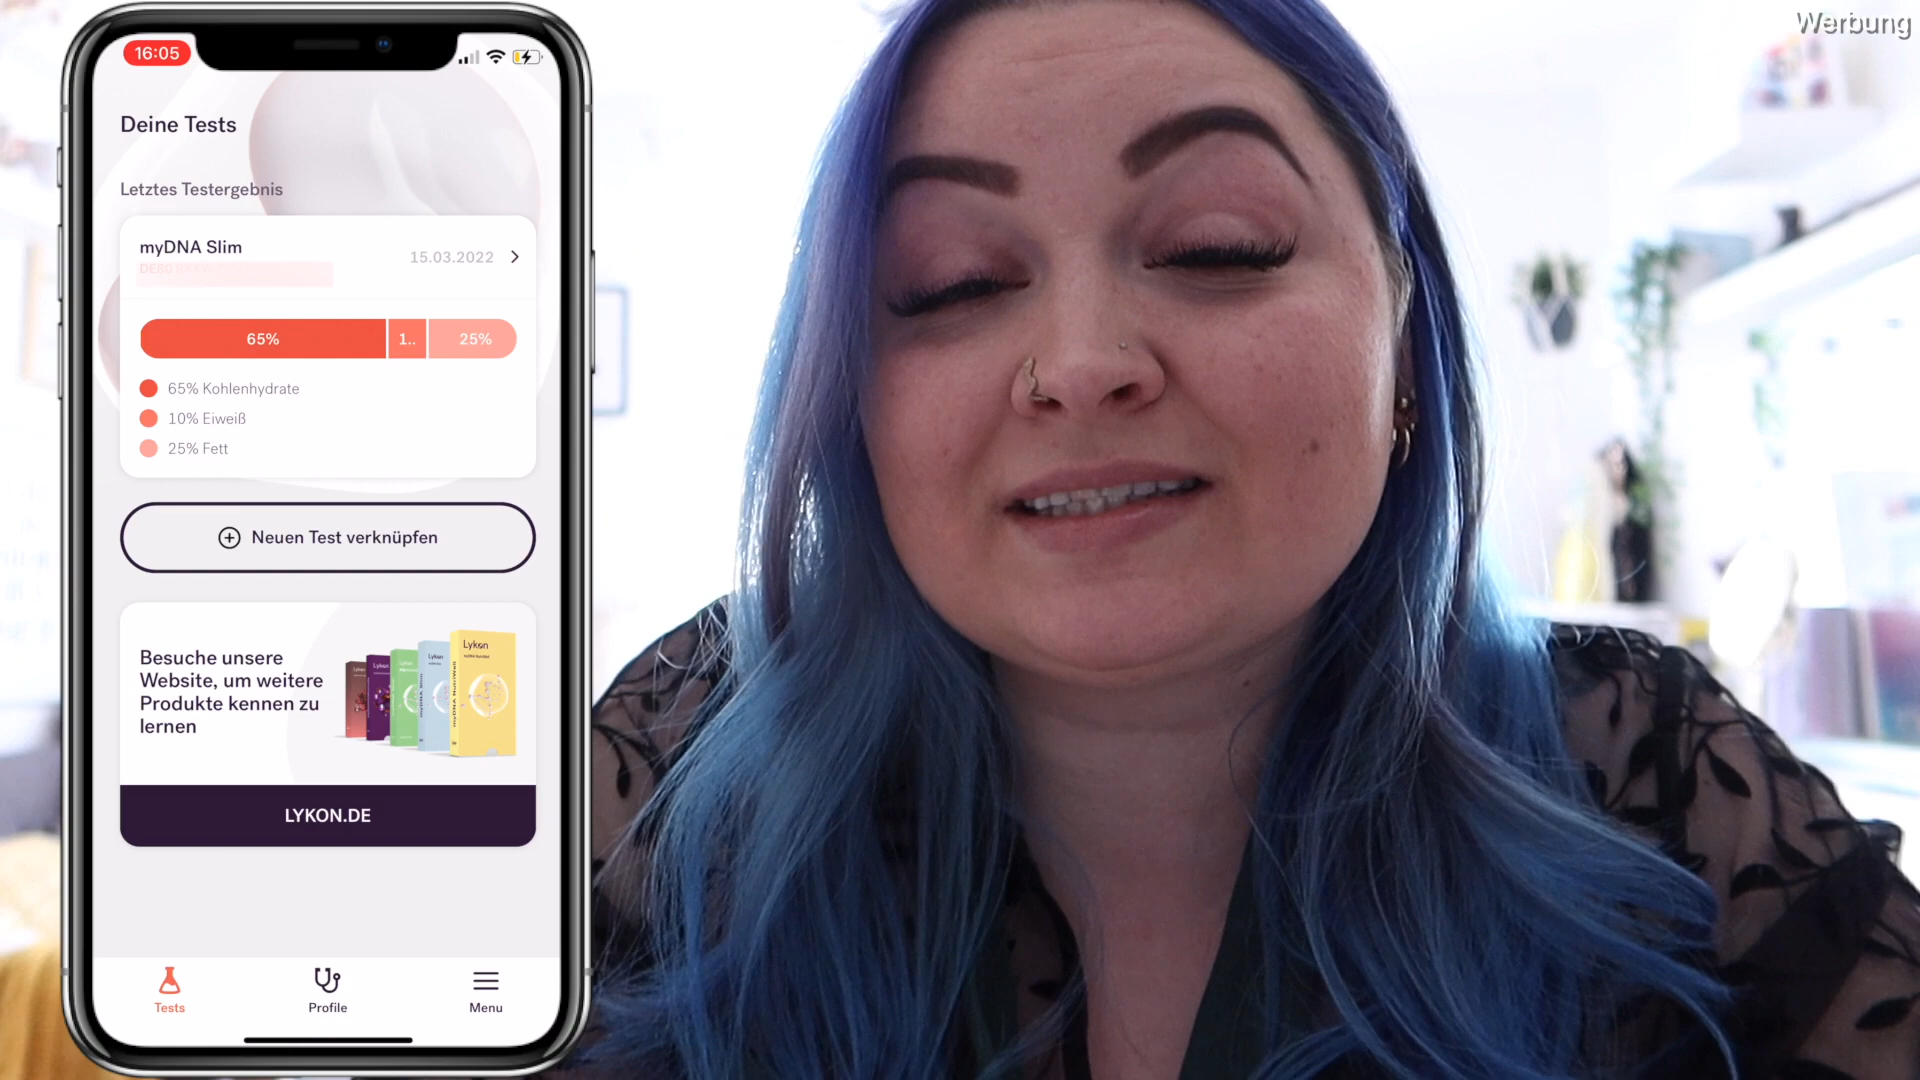 Werbung
16:05
Deine Tests
Letztes Testergebnis
myDNA Slim
15.03.2022
65%
1..
25%
65% Kohlenhydrate
10% Eiweiß
25% Fett
Neuen Test verknüpfen
Besuche unsere
Website, um weitere
Produkte kennen zu
lernen
Lykon
LYKON.DE
Tests
Profile
Menu